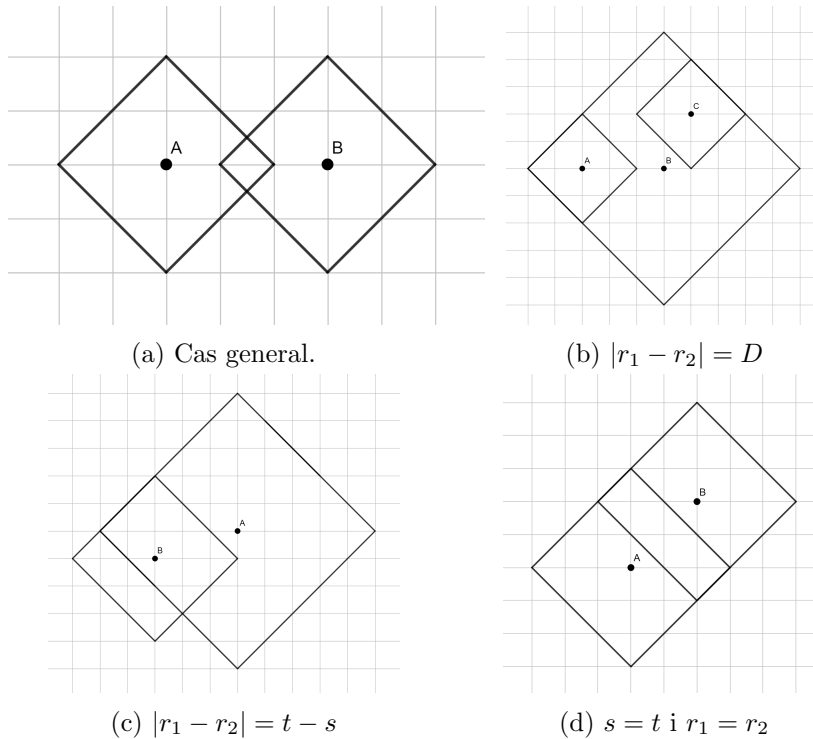 A
B
(a) Cas general.
C
A
B
(b) |r₁ − r₂| = D
A
B
(c) |r₁ − r₂| = t − s
B
A
(d) s = t i r₁ = r₂